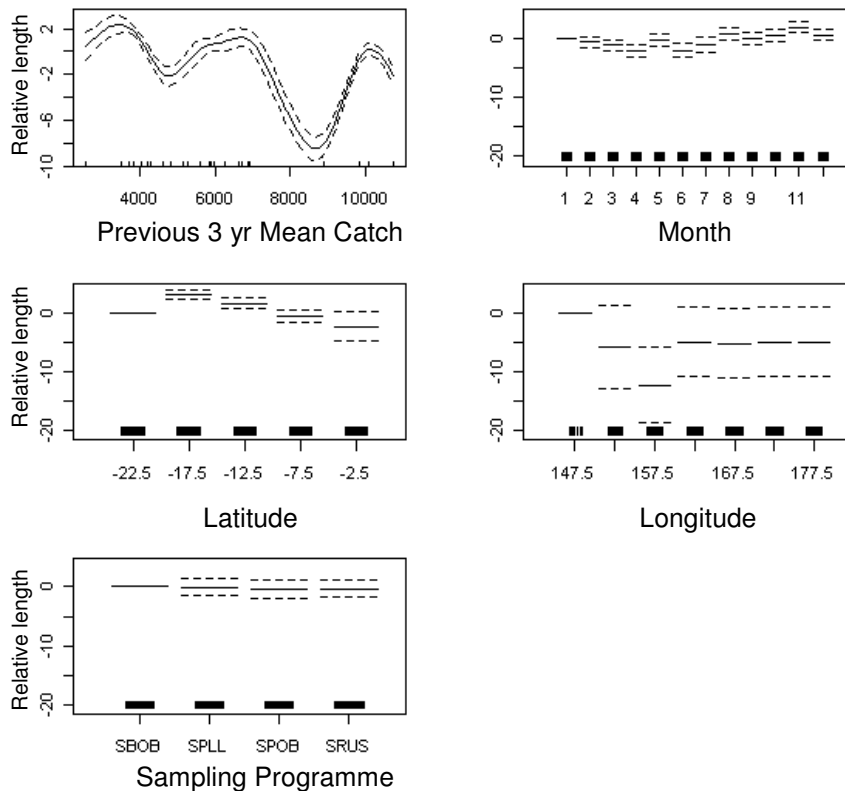 Relative length
2
-2
-6
-10
4000 6000 8000 10000
Previous 3 yr Mean Catch
0
-10
-20
1 2 3 4 5 6 7 8 9 11
Month
Relative length
0
-10
-20
-22.5 -17.5 -12.5 -7.5 -2.5
Latitude
0
-10
-20
147.5 157.5 167.5 177.5
Longitude
Relative length
0
-10
-20
SBOB SPLL SPOB SRUS
Sampling Programme